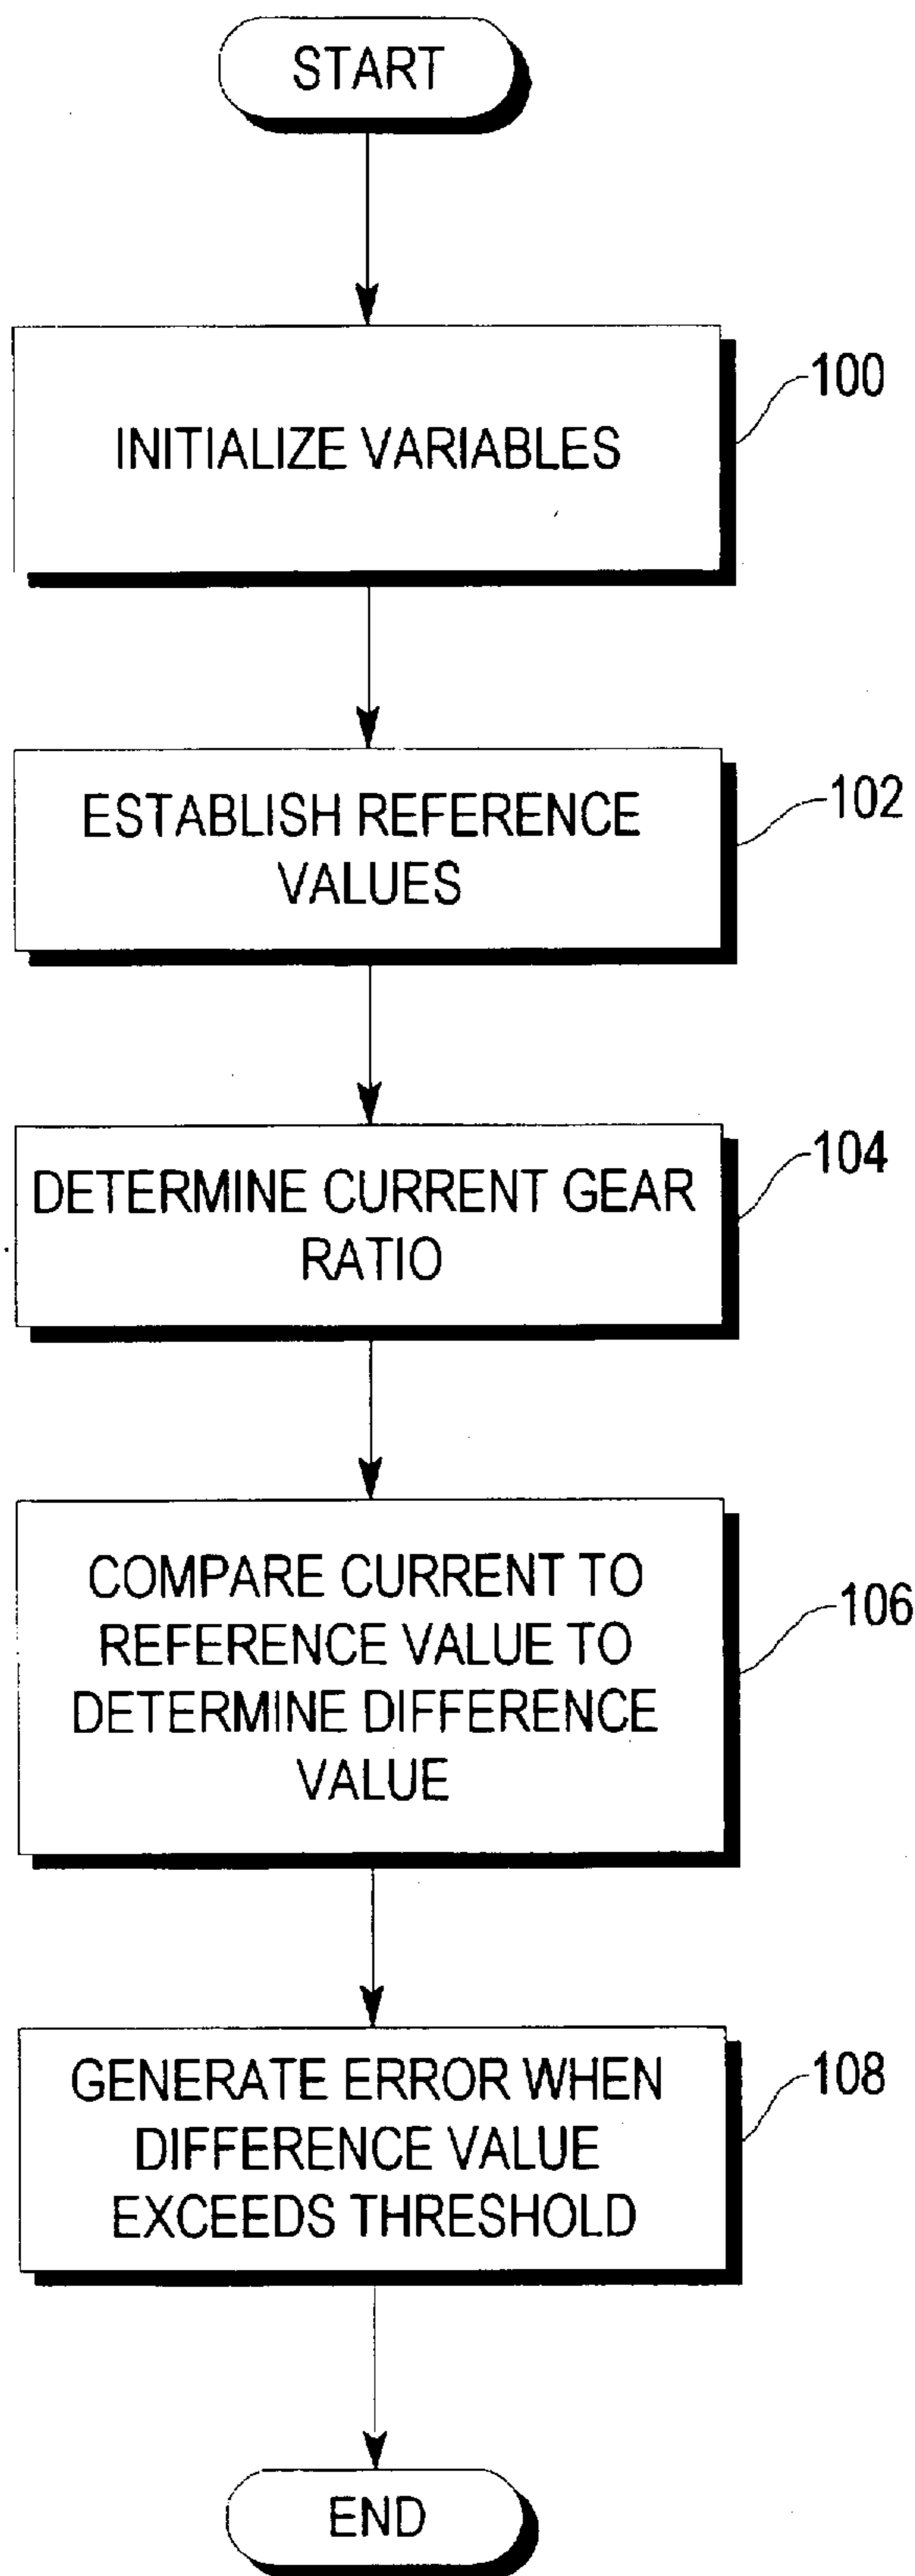 START
100
INITIALIZE VARIABLES
102
ESTABLISH REFERENCE
VALUES
104
DETERMINE CURRENT GEAR
RATIO
COMPARE CURRENT TO
106
REFERENCE VALUE TO
DETERMINE DIFFERENCE
VALUE
108
GENERATE ERROR WHEN
DIFFERENCE VALUE
EXCEEDS THRESHOLD
END